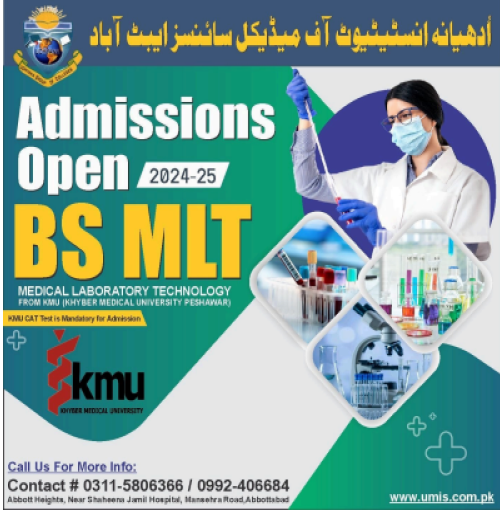 أدھیانہ انسٹیٹیوٹ آف میڈیکل سائنسز ایبٹ آباد
Admissions
Open 2024-25
BS MLT
MEDICAL LABORATORY TECHNOLOGY
FROM KMU (KHYBER MEDICAL UNIVERSITY PESHAWAR)
KMU CAT Test is Mandatory for Admission
kmu
KHYBER MEDICAL UNIVERSITY
Call Us For More Info:
Contact # 0311-5806366 / 0992-406684
Abbott Heights, Near Shaheena Jamil Hospital, Mansehra Road,Abbottabad
www.umis.com.pk